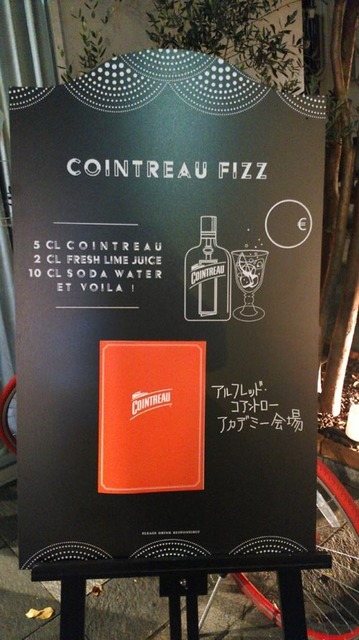 COINTREAU FIZZ
5 CL COINTREAU
2 CL FRESH LIME JUICE
10 CL SODA WATER
ET VOILA !
€
COINTREAU
COINTREAU
アルフレッド・
コアントロー
アカデミー会場
PLEASE DRINK RESPONSIBLY